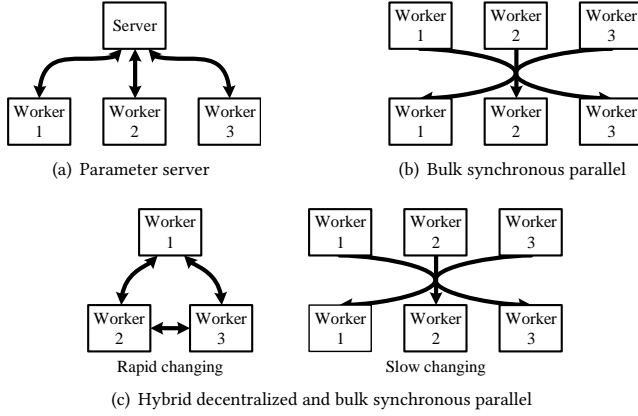 Server
Worker
1
Worker
2
Worker
3
(a) Parameter server
Worker
1
Worker
2
Worker
3
Worker
1
Worker
2
Worker
3
(b) Bulk synchronous parallel
Worker
1
Worker
2
Worker
3
Rapid changing
Worker
1
Worker
2
Worker
3
Worker
1
Worker
2
Worker
3
Slow changing
(c) Hybrid decentralized and bulk synchronous parallel